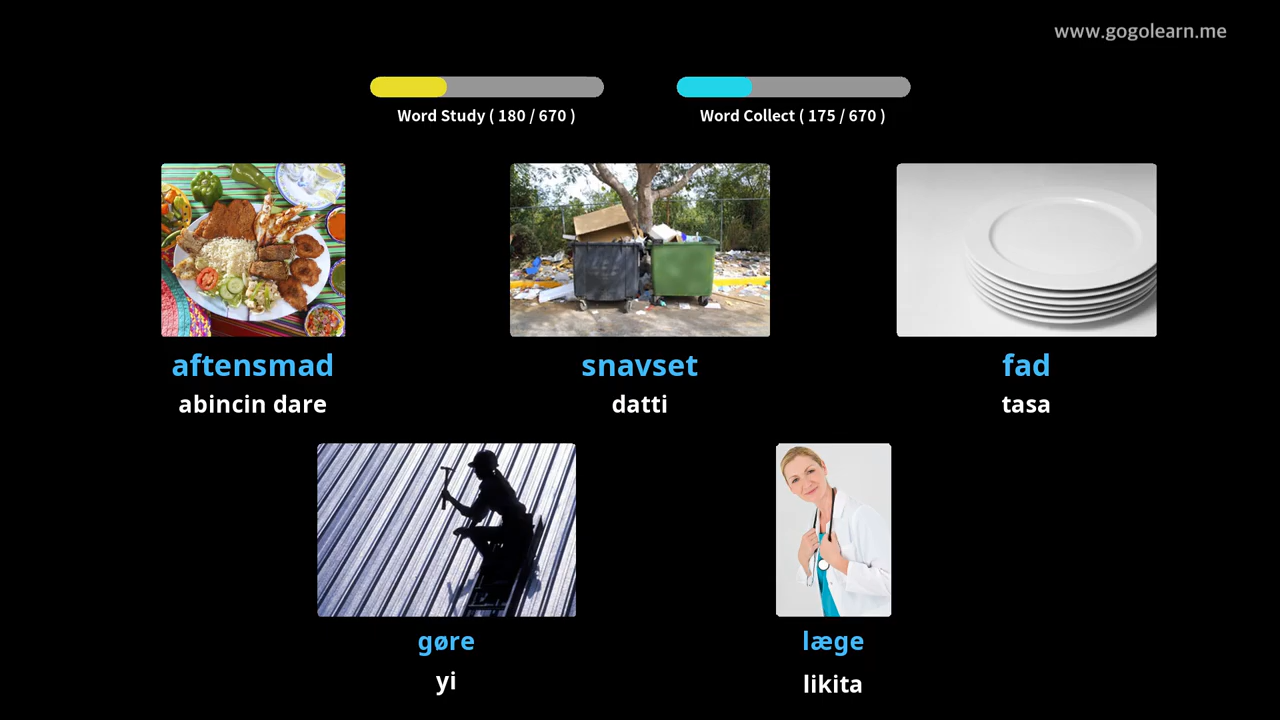 www.gogolearn.me
Word Study ( 180 / 670 )
Word Collect ( 175 / 670 )
aftensmad
abincin dare
snavset
datti
fad
tasa
gøre
yi
læge
likita